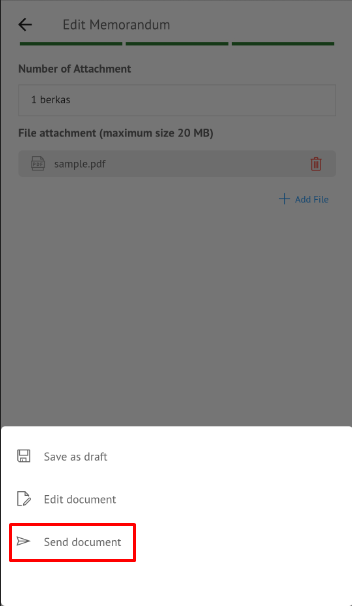 Edit Memorandum
Number of Attachment
1 berkas
File attachment (maximum size 20 MB)
sample.pdf
Add File
Save as draft
Edit document
Send document